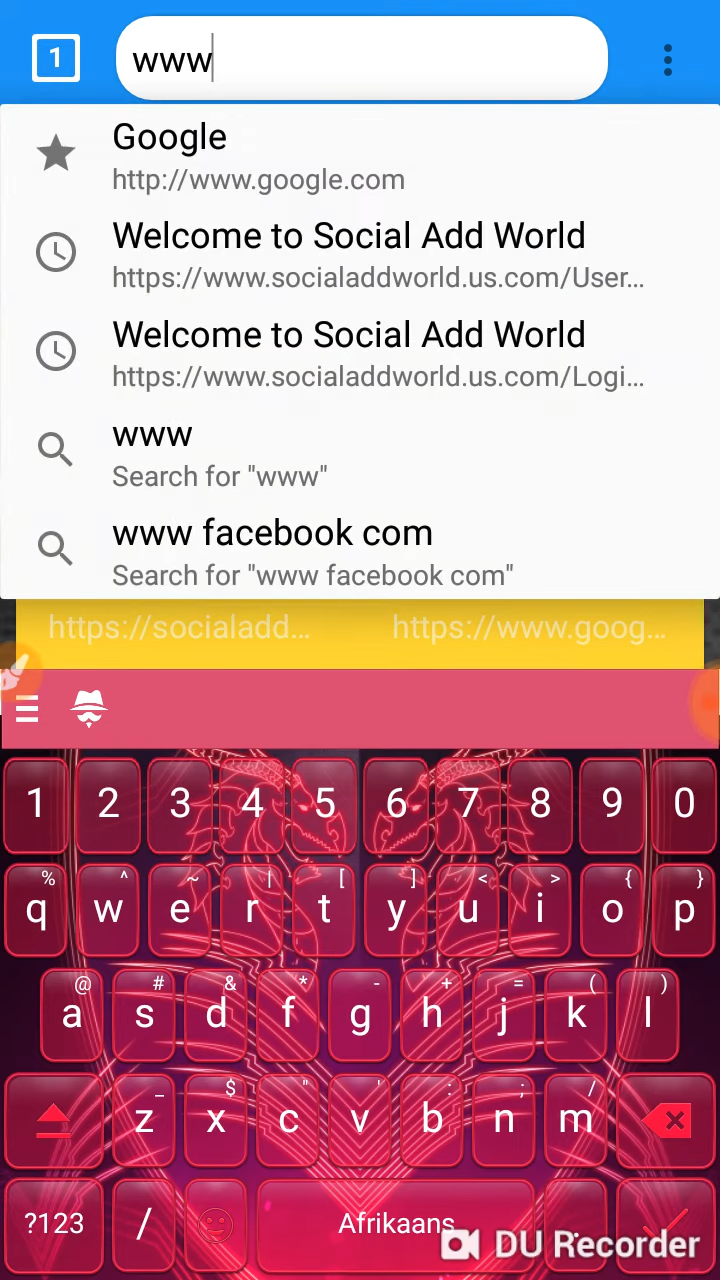 1
www
Google
http://www.google.com
Welcome to Social Add World
https://www.socialaddworld.us.com/User...
Welcome to Social Add World
https://www.socialaddworld.us.com/Logi...
www
Search for "www"
www facebook com
Search for "www facebook com"
https://socialadd... https://www.goog...
1 2 3 4 5 6 7 8 9 0
% ^ ~ | [ ] < > { }
q w e r t y u i o p
@ # & * - + = ( )
a s d f g h j k l
_ $ " ' : ; /
z x c v b n m
?123 / Afrikaans .
DU Recorder